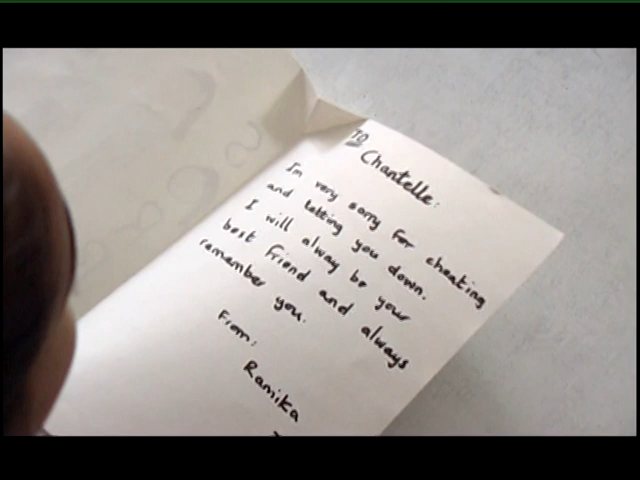 TO
Chantelle:
I'm very sorry for cheating
and letting you down.
I will alway be your
best friend and always
remember you.
From:
Ramika